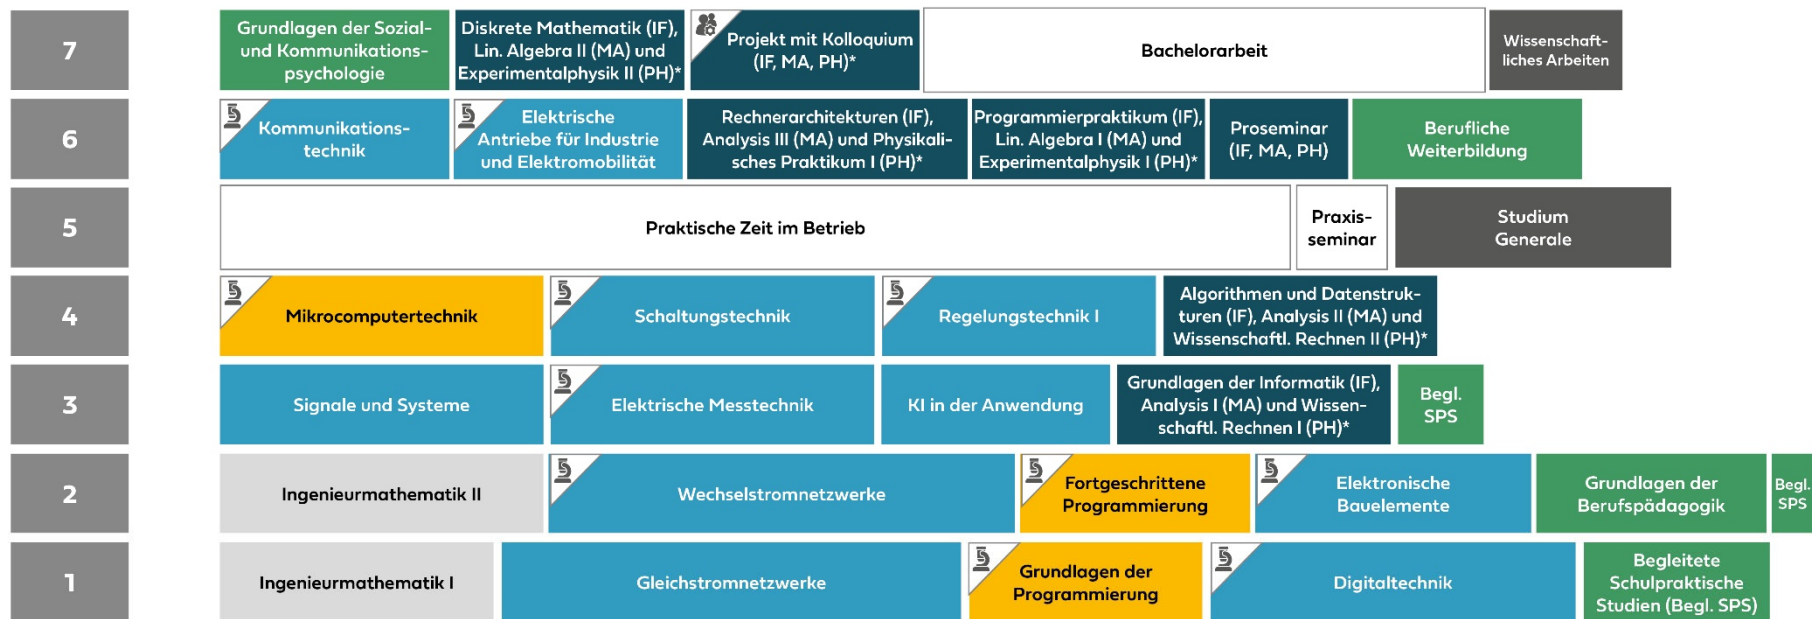 7
Grundlagen der Sozial-
und Kommunikations-
psychologie
Diskrete Mathematik (IF),
Lin. Algebra II (MA) und
Experimentalphysik II (PH)*
Projekt mit Kolloquium
(IF, MA, PH)*
Bachelorarbeit
Wissenschaft-
liches Arbeiten
6
Kommunikations-
technik
Elektrische
Antriebe für Industrie
und Elektromobilität
Rechnerarchitekturen (IF),
Analysis III (MA) und Physikali-
sches Praktikum I (PH)*
Programmierpraktikum (IF),
Lin. Algebra I (MA) und
Experimentalphysik I (PH)*
Proseminar
(IF, MA, PH)
Berufliche
Weiterbildung
5
Praktische Zeit im Betrieb
Praxis-
seminar
Studium
Generale
4
Mikrocomputertechnik
Schaltungstechnik
Regelungstechnik I
Algorithmen und Datenstruk-
turen (IF), Analysis II (MA) und
Wissenschaftl. Rechnen II (PH)*
3
Signale und Systeme
Elektrische Messtechnik
KI in der Anwendung
Grundlagen der Informatik (IF),
Analysis I (MA) und Wissen-
schaftl. Rechnen I (PH)*
Begl.
SPS
2
Ingenieurmathematik II
Wechselstromnetzwerke
Fortgeschrittene
Programmierung
Elektronische
Bauelemente
Grundlagen der
Berufspädagogik
Begl.
SPS
1
Ingenieurmathematik I
Gleichstromnetzwerke
Grundlagen der
Programmierung
Digitaltechnik
Begleitete
Schulpraktische
Studien (Begl. SPS)